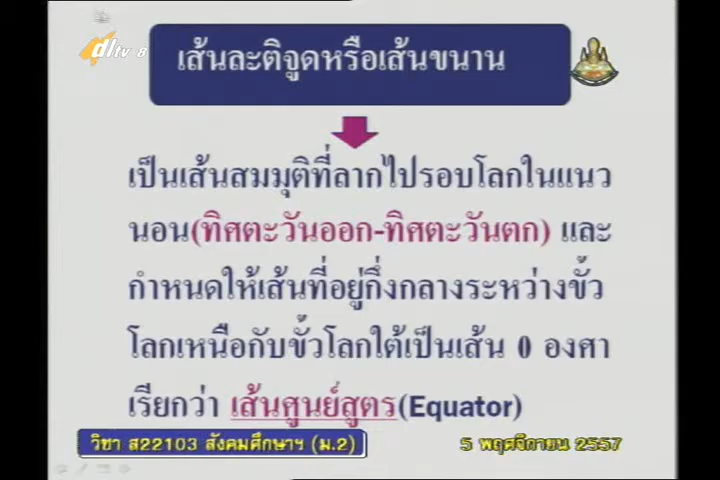 dltv-8
เส้นละติจูดหรือเส้นขนาน
เป็นเส้นสมมุติที่ลากไปรอบโลกในแนว
นอน(ทิศตะวันออก-ทิศตะวันตก) และ
กำหนดให้เส้นที่อยู่กึ่งกลางระหว่างขั้ว
โลกเหนือกับขั้วโลกใต้เป็นเส้น 0 องศา
เรียกว่า เส้นศูนย์สูตร(Equator)
วิชา ส22103 สังคมศึกษาฯ (ม.2)
5 พฤศจิกายน 2557